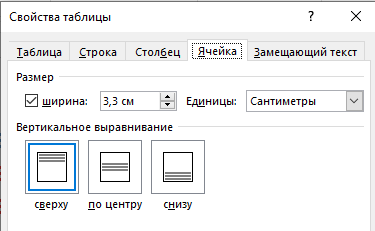 Свойства таблицы ? ×
Таблица Строка Столбец Ячейка Замещающий текст
Размер
ширина: 3,3 см Единицы: Сантиметры
Вертикальное выравнивание
сверху по центру снизу